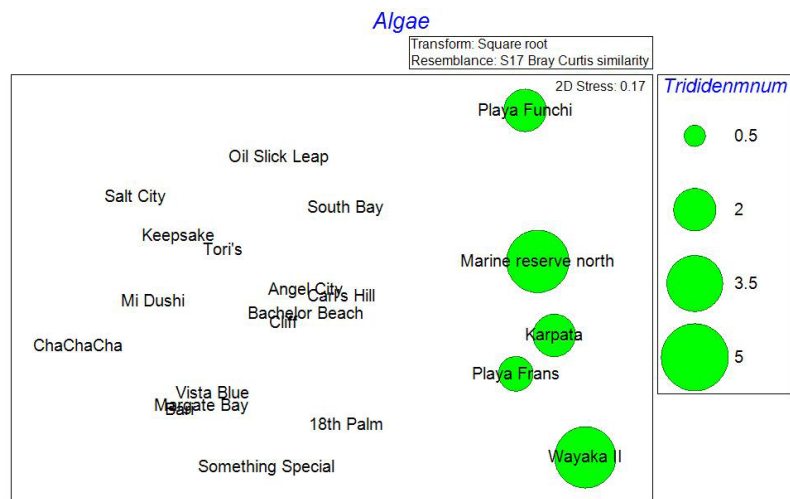 Algae
Transform: Square root
Resemblance: S17 Bray Curtis similarity
2D Stress: 0.17
Trididenmnum
Playa Funchi
0.5
Oil Slick Leap
Salt City
South Bay
2
Keepsake
Tori's
Marine reserve north
3.5
Angel City
Carl's Hill
Mi Dushi
Bachelor Beach
Cliff
Karpata
ChaChaCha
5
Playa Frans
Vista Blue
Margate Bay
Bari
18th Palm
Wayaka II
Something Special